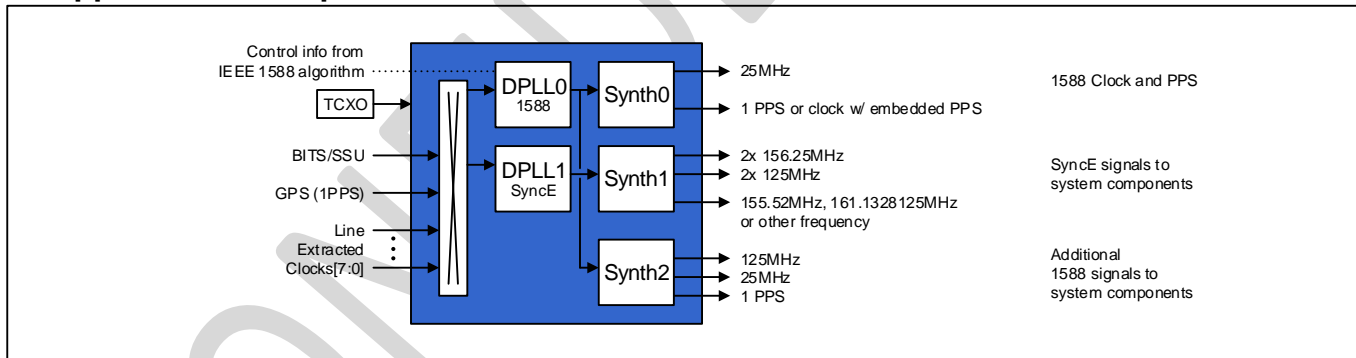 Control info from
IEEE 1588 algorithm
TCXO
BITS/SSU
GPS (1PPS)
Line
Extracted
Clocks[7:0]
DPLL0
1588
DPLL1
SyncE
Synth0
Synth1
Synth2
25MHz
1 PPS or clock w/ embedded PPS
2x 156.25MHz
2x 125MHz
155.52MHz, 161.1328125MHz
or other frequency
125MHz
25MHz
1 PPS
1588 Clock and PPS
SyncE signals to
system components
Additional
1588 signals to
system components